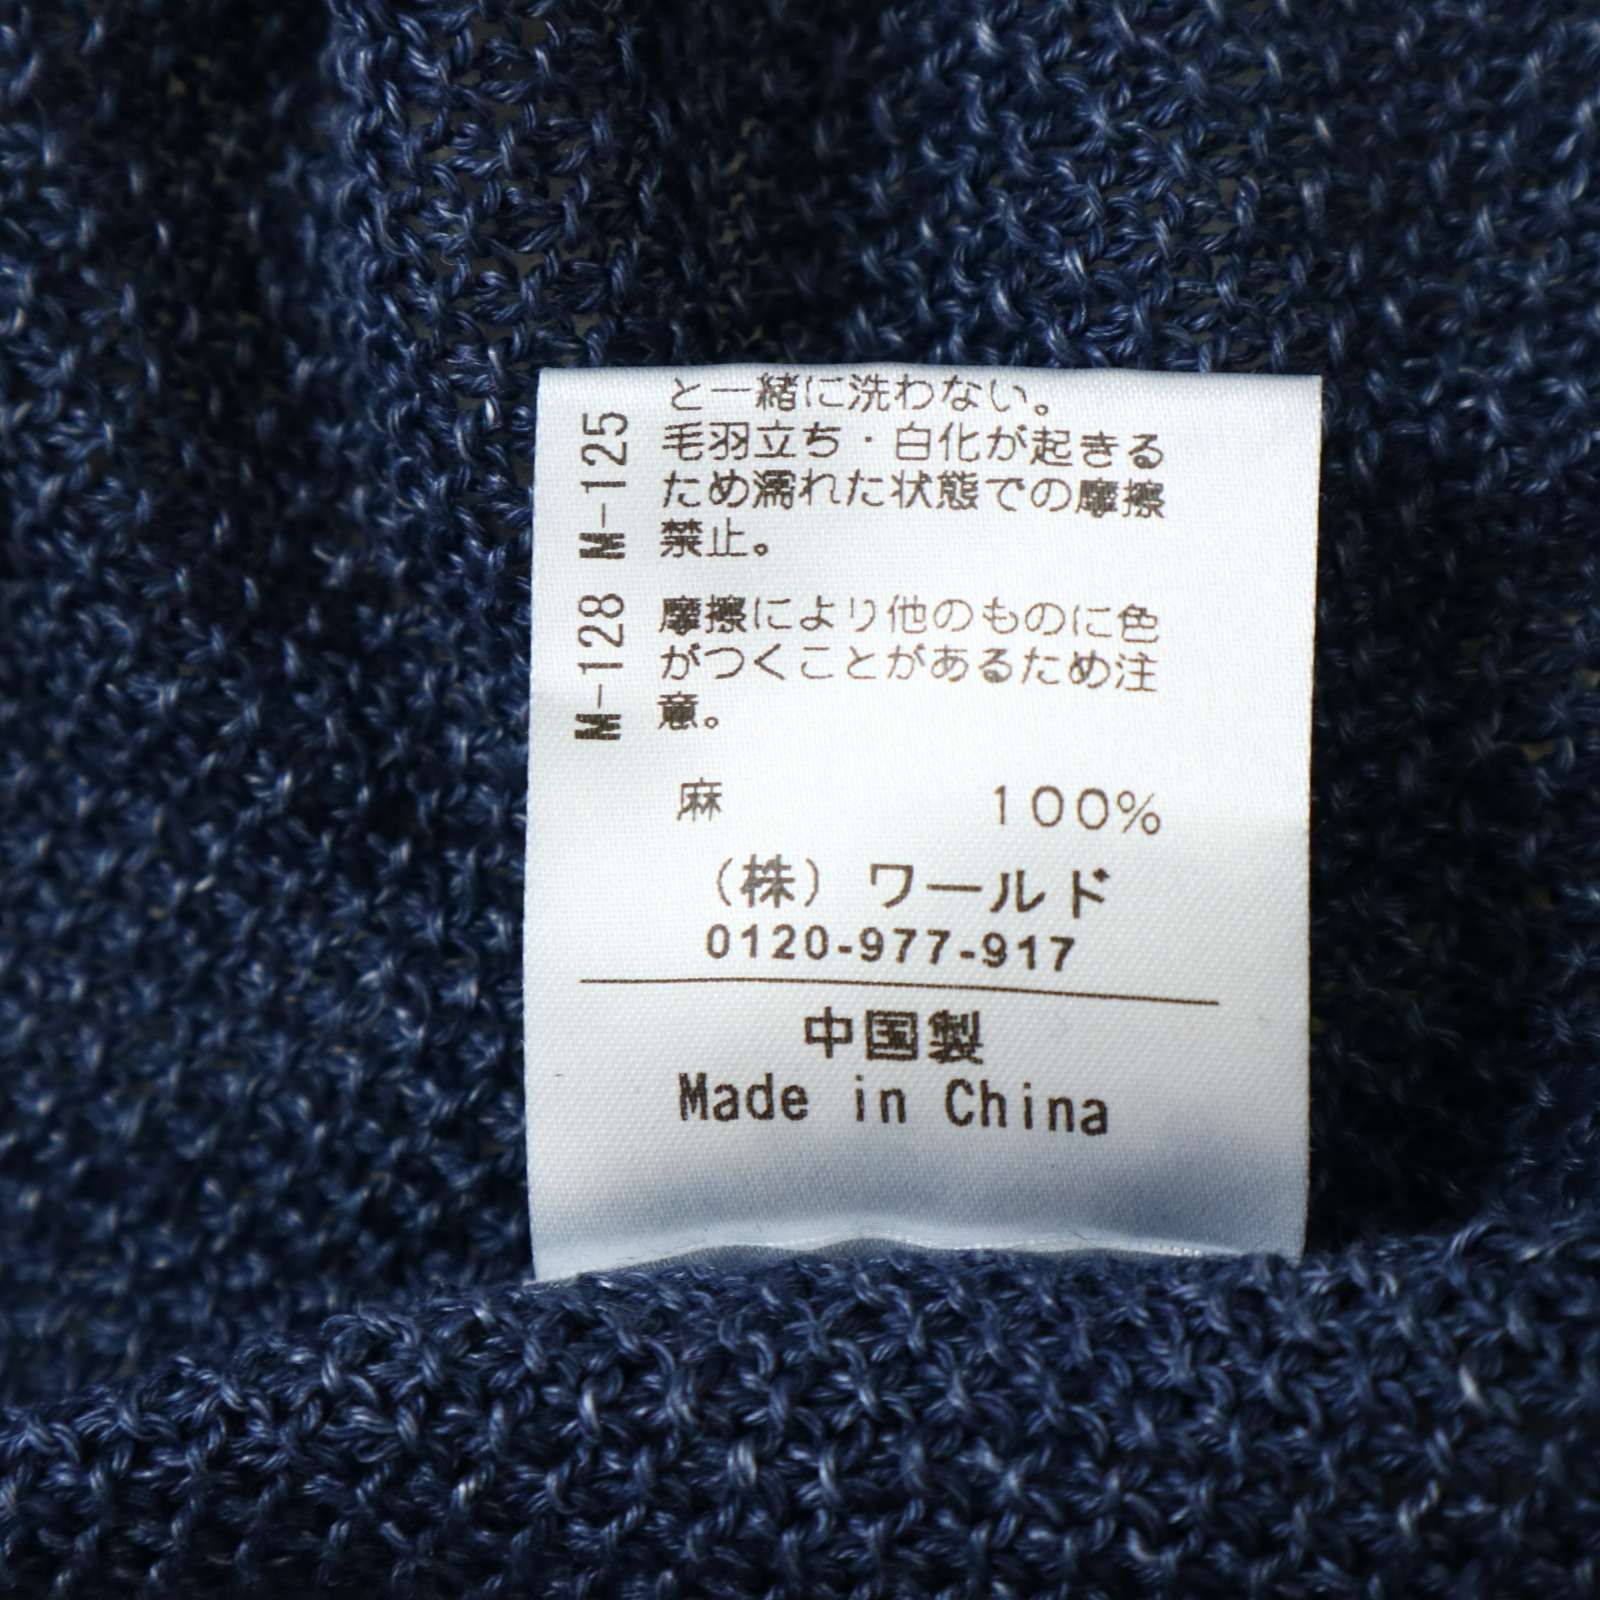 と一緒に洗わない。
M-125
毛羽立ち・白化が起きる
ため濡れた状態での摩擦
禁止。
M-128
摩擦により他のものに色
がつくことがあるため注
意。
麻 100%
(株) ワールド
0120-977-917
中国製
Made in China